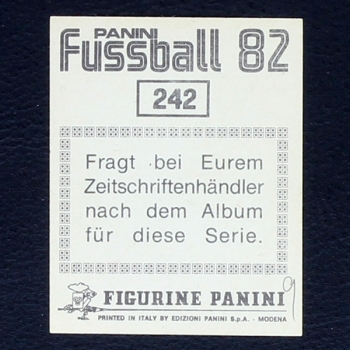 PANINI
Fussball 82
242
Fragt bei Eurem
Zeitschriftenhändler
nach dem Album
für diese Serie.
FIGURINE PANINI
PRINTED IN ITALY BY EDIZIONI PANINI S.p.A. - MODENA
9